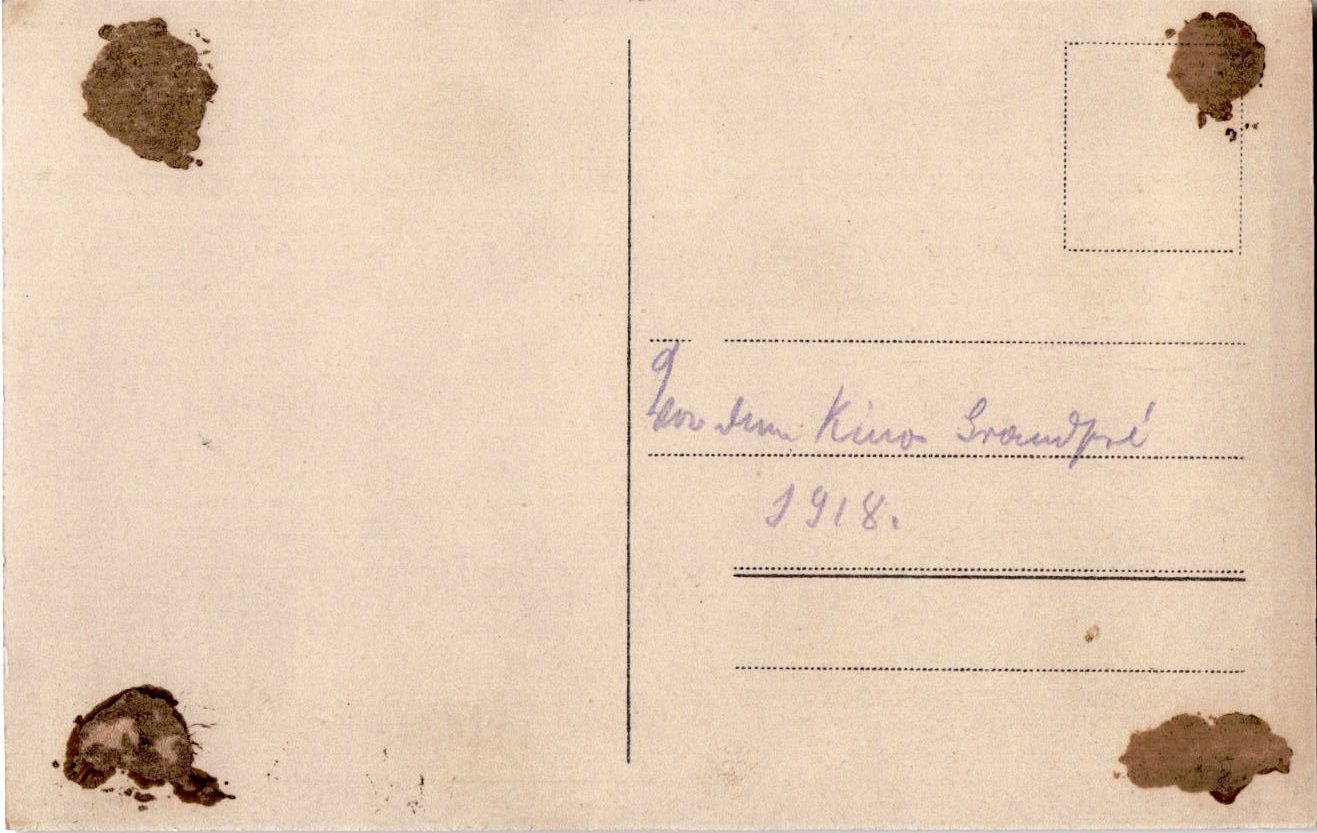 Vor dem Kino Grandpré
1918.